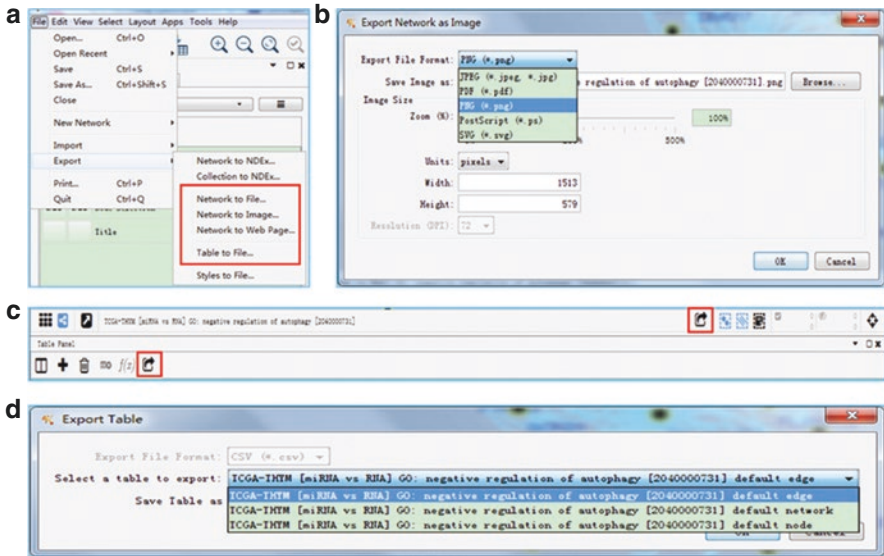 a
File Edit View Select Layout Apps Tools Help
Open... Ctrl+O
Open Recent
Save Ctrl+S
Save As... Ctrl+Shift+S
Close
New Network
Import
Export
Print... Ctrl+P
Quit Ctrl+Q
Title
Network to NDEx...
Collection to NDEx...
Network to File...
Network to Image...
Network to Web Page...
Table to File...
Styles to File...
b
Export Network as Image
Export File Format: PNG (*.png)
JPEG (*.jpeg, *.jpg)
PDF (*.pdf)
PNG (*.png)
PostScript (*.ps)
SVG (*.svg)
Save Image as: regulation of autophagy [2040000731].png Browse...
Image Size
Zoom (%): 100%
500%
Units: pixels
Width: 1513
Height: 579
Resolution (DPI): 72
OK Cancel
c
TCGA-THYM [miRNA vs RNA] GO: negative regulation of autophagy [2040000731]
Table Panel
f(x)
d
Export Table
Export File Format: CSV (*.csv)
Select a table to export: TCGA-THYM [miRNA vs RNA] GO: negative regulation of autophagy [2040000731] default edge
Save Table as
TCGA-THYM [miRNA vs RNA] GO: negative regulation of autophagy [2040000731] default edge
TCGA-THYM [miRNA vs RNA] GO: negative regulation of autophagy [2040000731] default network
TCGA-THYM [miRNA vs RNA] GO: negative regulation of autophagy [2040000731] default node
OK Cancel